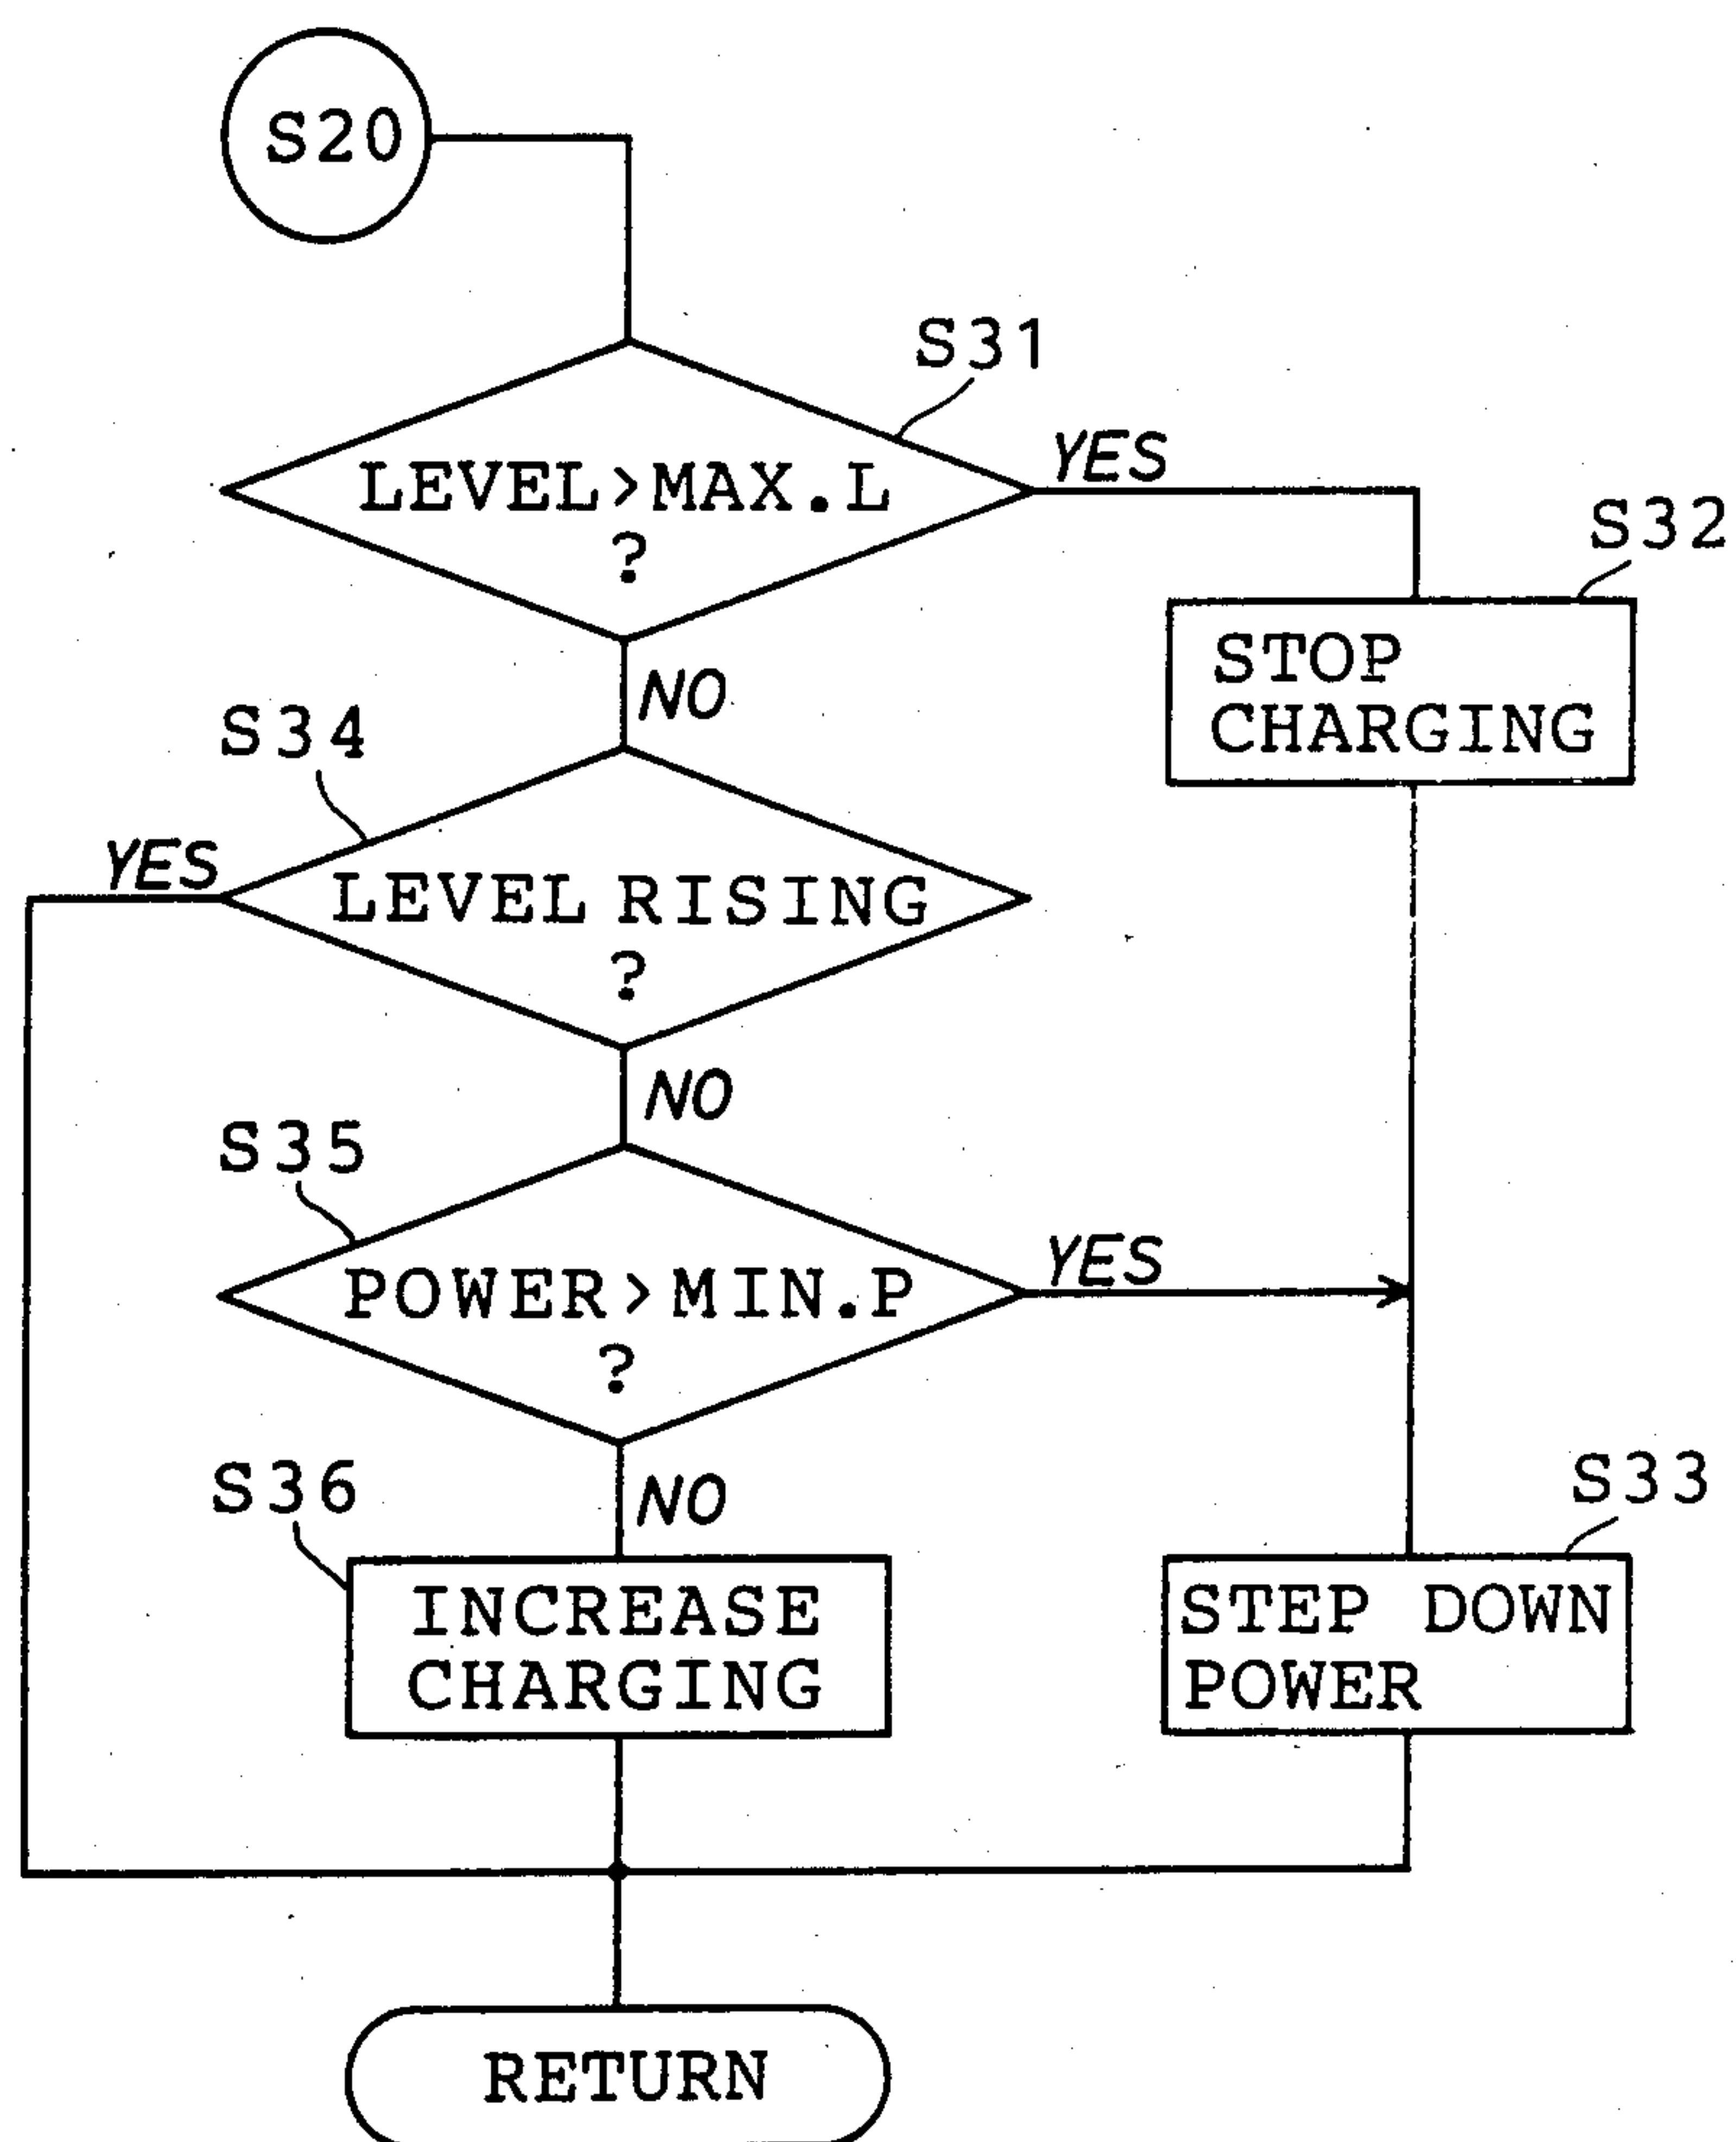 S20
S31
LEVEL>MAX.L
?
YES
S32
STOP
CHARGING
NO
S34
YES
LEVEL RISING
?
NO
S35
POWER>MIN.P
?
YES
NO
S36
INCREASE
CHARGING
S33
STEP DOWN
POWER
RETURN